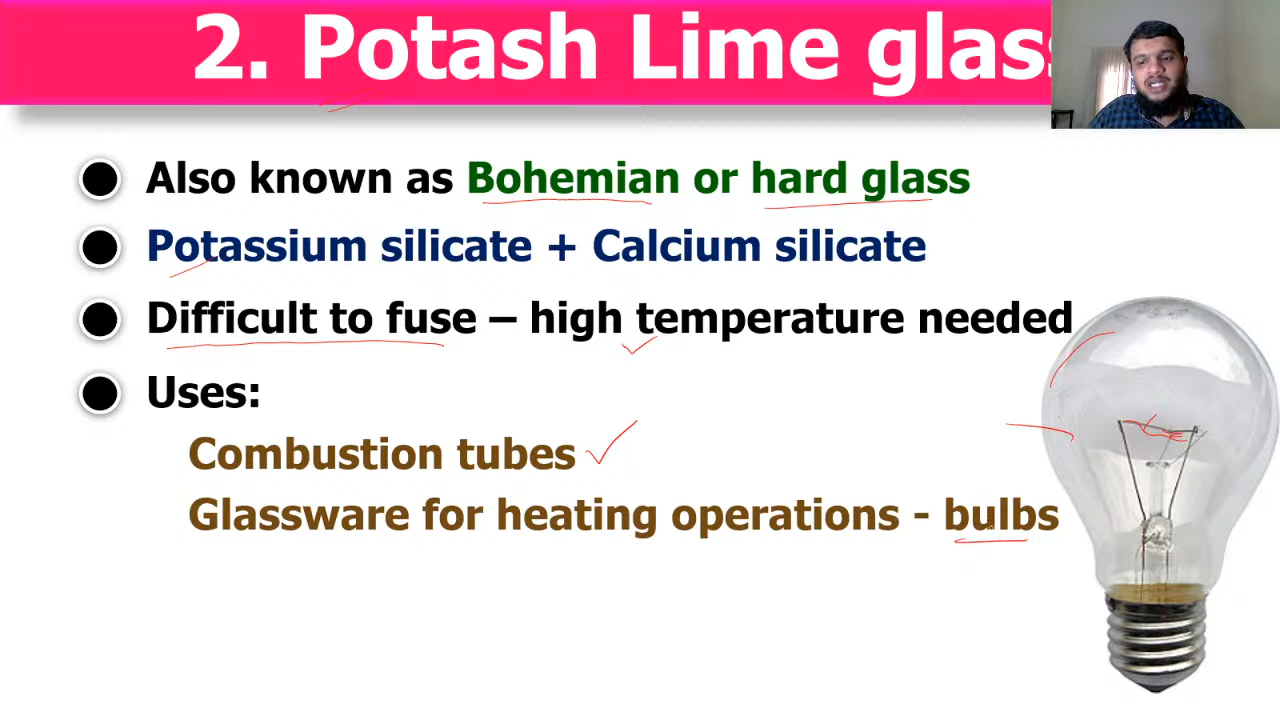 2. Potash Lime glass
Also known as Bohemian or hard glass
Potassium silicate + Calcium silicate
Difficult to fuse – high temperature needed
Uses:
Combustion tubes
Glassware for heating operations - bulbs